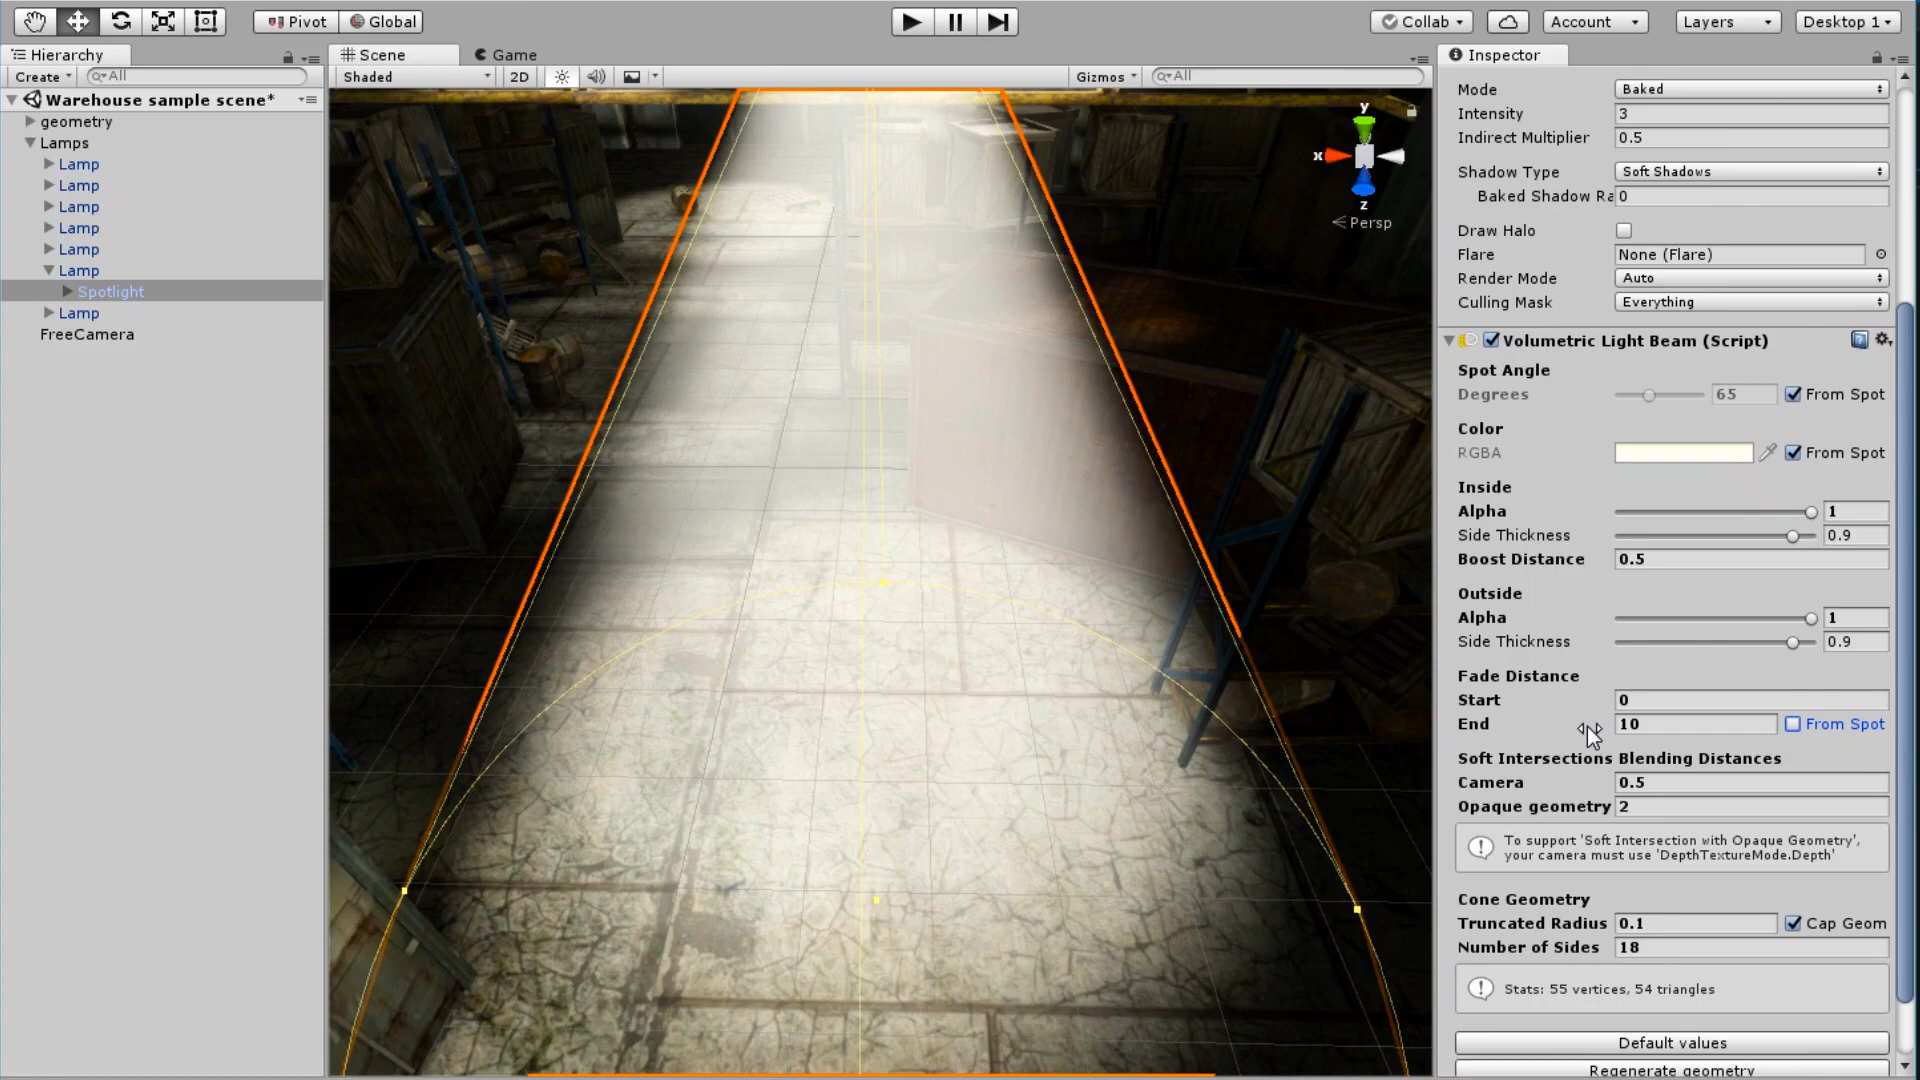 Pivot Global Collab Account Layers Desktop 1
Hierarchy
Create All
Warehouse sample scene*
geometry
Lamps
Lamp
Lamp
Lamp
Lamp
Lamp
Lamp
Spotlight
Lamp
FreeCamera
Scene Game
Shaded 2D Gizmos All
y
x
z
Persp
Inspector
Mode Baked
Intensity 3
Indirect Multiplier 0.5
Shadow Type Soft Shadows
Baked Shadow Ra 0
Draw Halo
Flare None (Flare)
Render Mode Auto
Culling Mask Everything
Volumetric Light Beam (Script)
Spot Angle
Degrees 65 From Spot
Color
RGBA From Spot
Inside
Alpha 1
Side Thickness 0.9
Boost Distance 0.5
Outside
Alpha 1
Side Thickness 0.9
Fade Distance
Start 0
End 10 From Spot
Soft Intersections Blending Distances
Camera 0.5
Opaque geometry 2
To support 'Soft Intersection with Opaque Geometry',
your camera must use 'DepthTextureMode.Depth'
Cone Geometry
Truncated Radius 0.1 Cap Geom
Number of Sides 18
Stats: 55 vertices, 54 triangles
Default values
Regenerate geometry